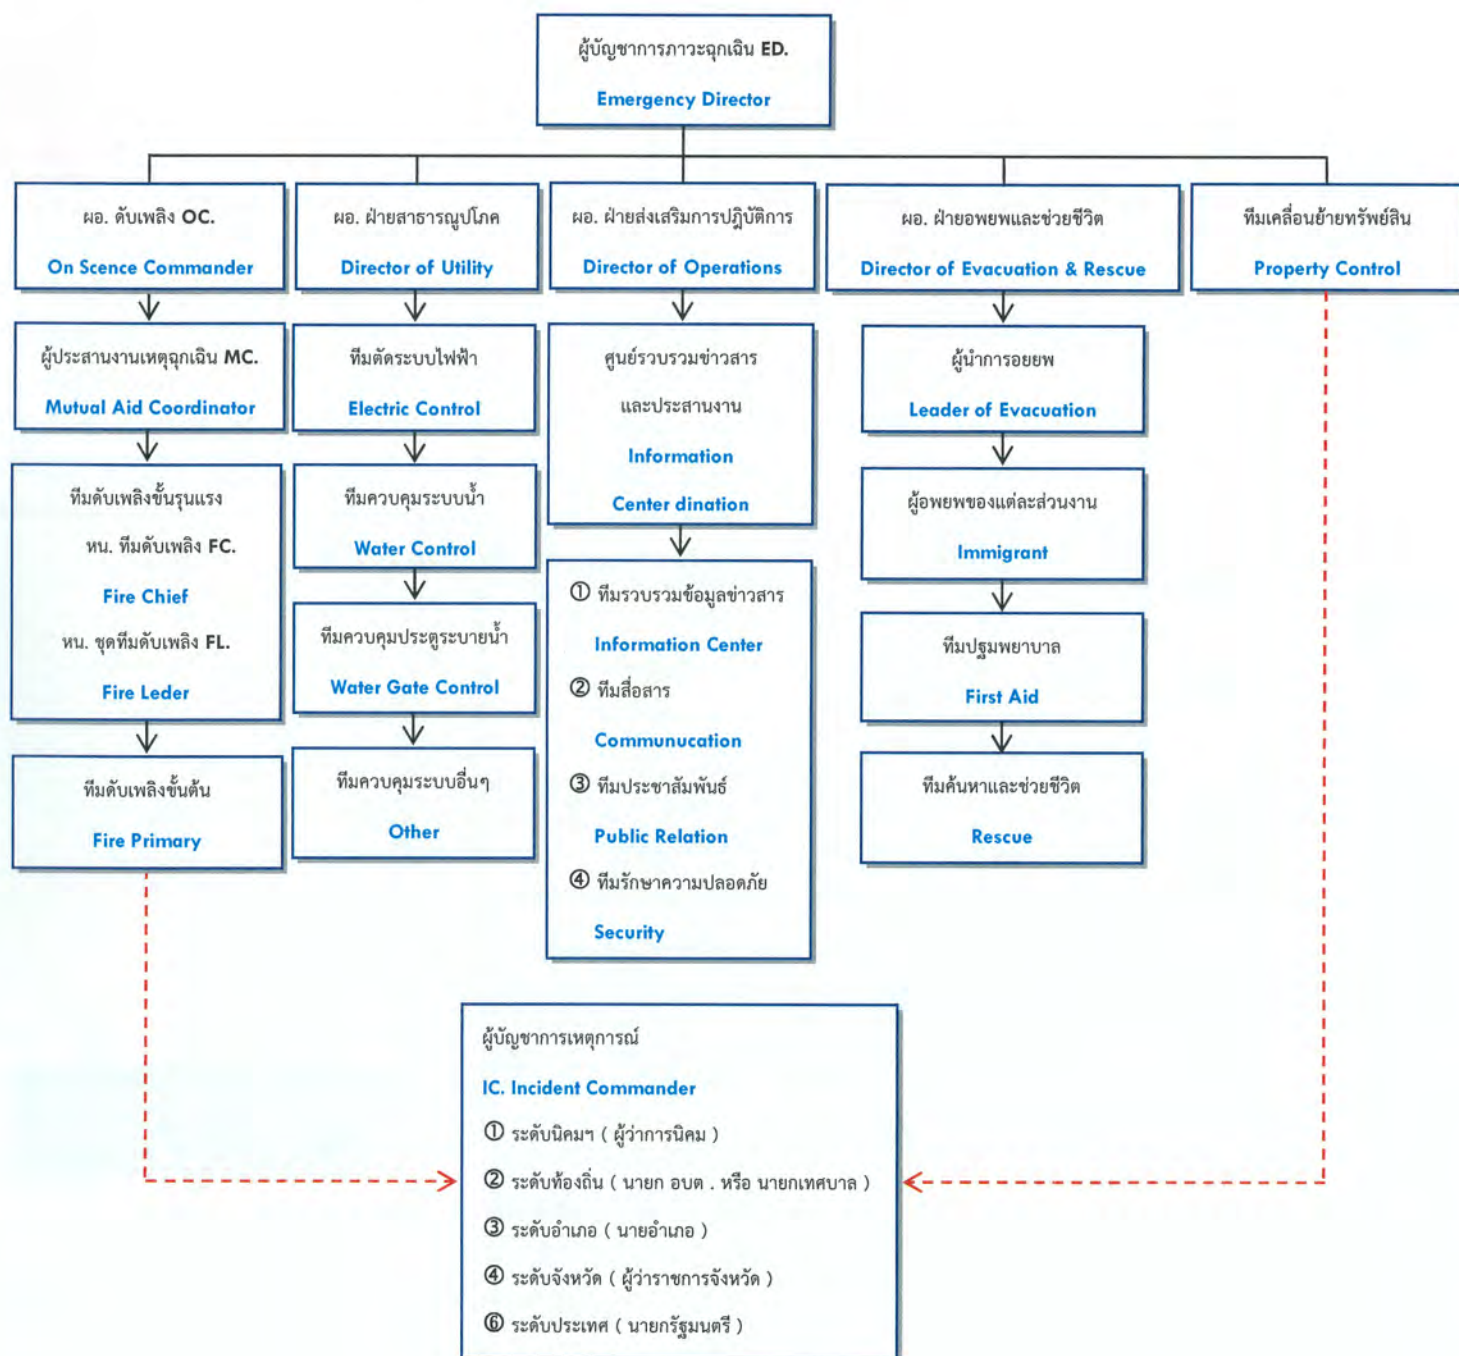 ผู้บัญชาการภาวะฉุกเฉิน ED.
Emergency Director
ผอ. ดับเพลิง OC.
On Scence Commander
ผอ. ฝ่ายสาธารณูปโภค
Director of Utility
ผอ. ฝ่ายส่งเสริมการปฎิบัติการ
Director of Operations
ผอ. ฝ่ายอพยพและช่วยชีวิต
Director of Evacuation & Rescue
ทีมเคลื่อนย้ายทรัพย์สิน
Property Control
ผู้ประสานงานเหตุฉุกเฉิน MC.
Mutual Aid Coordinator
ทีมดับเพลิงขั้นรุนแรง
หน. ทีมดับเพลิง FC.
Fire Chief
หน. ชุดทีมดับเพลิง FL.
Fire Leder
ทีมดับเพลิงขั้นต้น
Fire Primary
ทีมตัดระบบไฟฟ้า
Electric Control
ทีมควบคุมระบบน้ำ
Water Control
ทีมควบคุมประตูระบายน้ำ
Water Gate Control
ทีมควบคุมระบบอื่นๆ
Other
ศูนย์รวบรวมข่าวสาร
และประสานงาน
Information
Center dination
① ทีมรวบรวมข้อมูลข่าวสาร
Information Center
② ทีมสื่อสาร
Communucation
③ ทีมประชาสัมพันธ์
Public Relation
④ ทีมรักษาความปลอดภัย
Security
ผู้นำการอยยพ
Leader of Evacuation
ผู้อพยพของแต่ละส่วนงาน
Immigrant
ทีมปฐมพยาบาล
First Aid
ทีมค้นหาและช่วยชีวิต
Rescue
ผู้บัญชาการเหตุการณ์
IC. Incident Commander
① ระดับนิคมฯ ( ผู้ว่าการนิคม )
② ระดับท้องถิ่น ( นายก อบต . หรือ นายกเทศบาล )
③ ระดับอำเภอ ( นายอำเภอ )
④ ระดับจังหวัด ( ผู้ว่าราชการจังหวัด )
⑥ ระดับประเทศ ( นายกรัฐมนตรี )